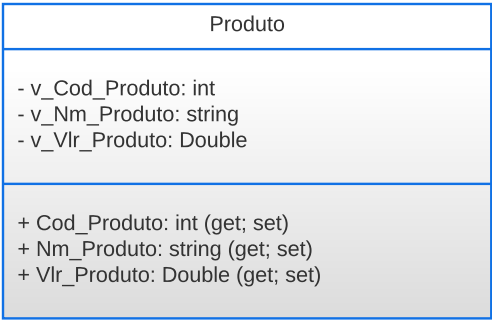 Produto
- v_Cod_Produto: int
- v_Nm_Produto: string
- v_Vlr_Produto: Double
+ Cod_Produto: int (get; set)
+ Nm_Produto: string (get; set)
+ Vlr_Produto: Double (get; set)